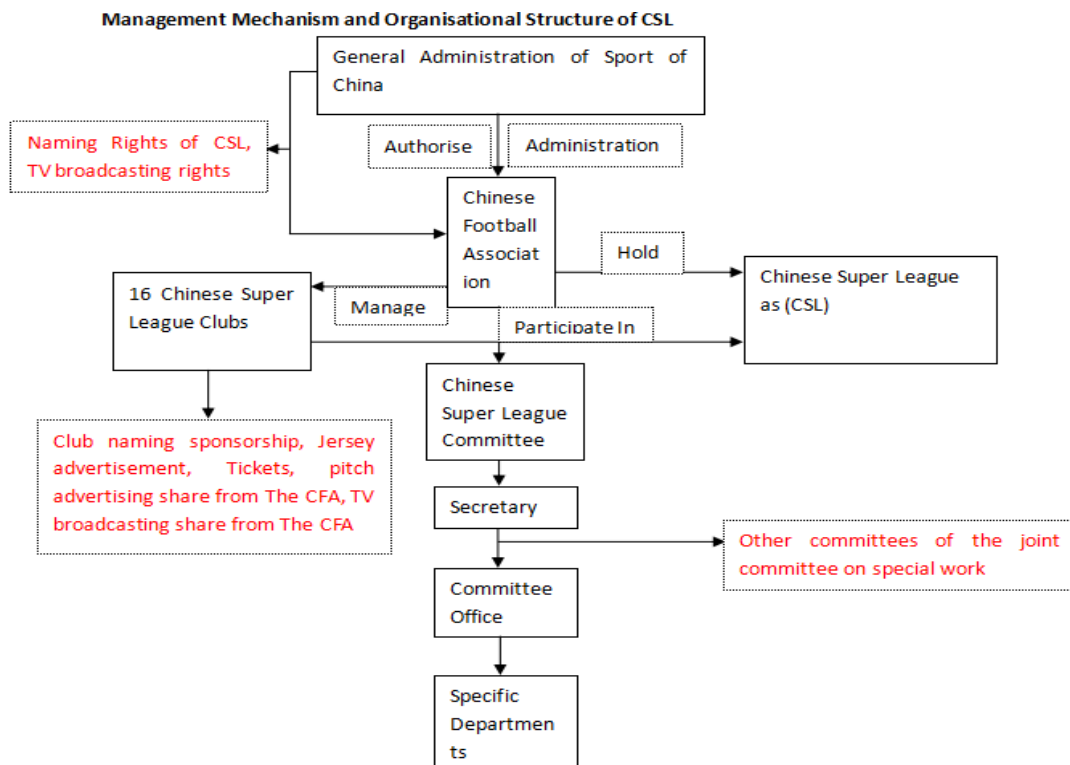 Management Mechanism and Organisational Structure of CSL
General Administration of Sport of
China
Naming Rights of CSL,
TV broadcasting rights
Authorise
Administration
Chinese
Football
Associat
ion
Hold
Chinese Super League
as (CSL)
16 Chinese Super
League Clubs
Manage
Participate In
Chinese
Super League
Committee
Club naming sponsorship, Jersey
advertisement, Tickets, pitch
advertising share from The CFA, TV
broadcasting share from The CFA
Secretary
Other committees of the joint
committee on special work
Committee
Office
Specific
Departmen
ts